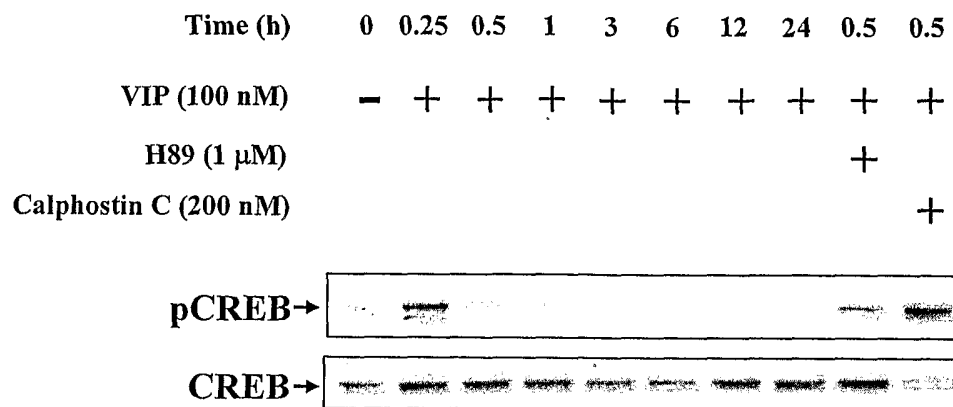 Time (h) 0 0.25 0.5 1 3 6 12 24 0.5 0.5
VIP (100 nM) - + + + + + + + + +
H89 (1 μM) +
Calphostin C (200 nM) +
pCREB→
CREB→